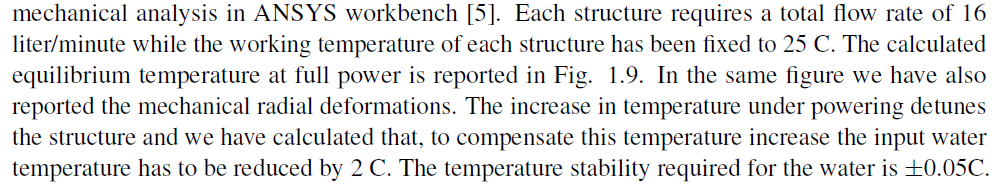 mechanical analysis in ANSYS workbench [5]. Each structure requires a total flow rate of 16
liter/minute while the working temperature of each structure has been fixed to 25 C. The calculated
equilibrium temperature at full power is reported in Fig. 1.9. In the same figure we have also
reported the mechanical radial deformations. The increase in temperature under powering detunes
the structure and we have calculated that, to compensate this temperature increase the input water
temperature has to be reduced by 2 C. The temperature stability required for the water is ±0.05C.